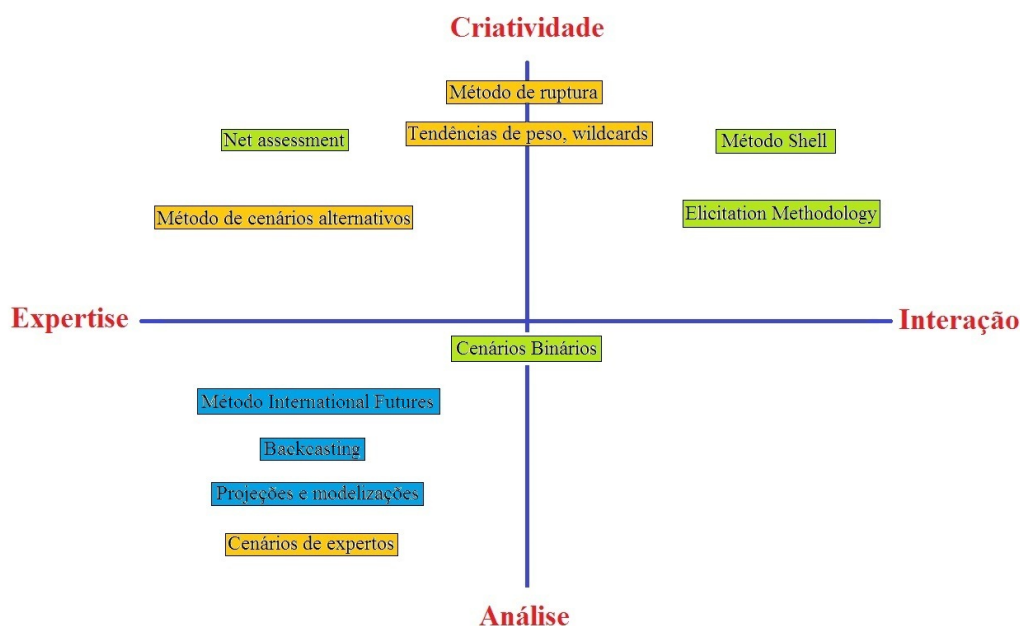 Criatividade
Método de ruptura
Tendências de peso, wildcards
Net assessment
Método Shell
Método de cenários alternativos
Elicitation Methodology
Expertise
Interação
Cenários Binários
Método International Futures
Backcasting
Projeções e modelizações
Cenários de expertos
Análise